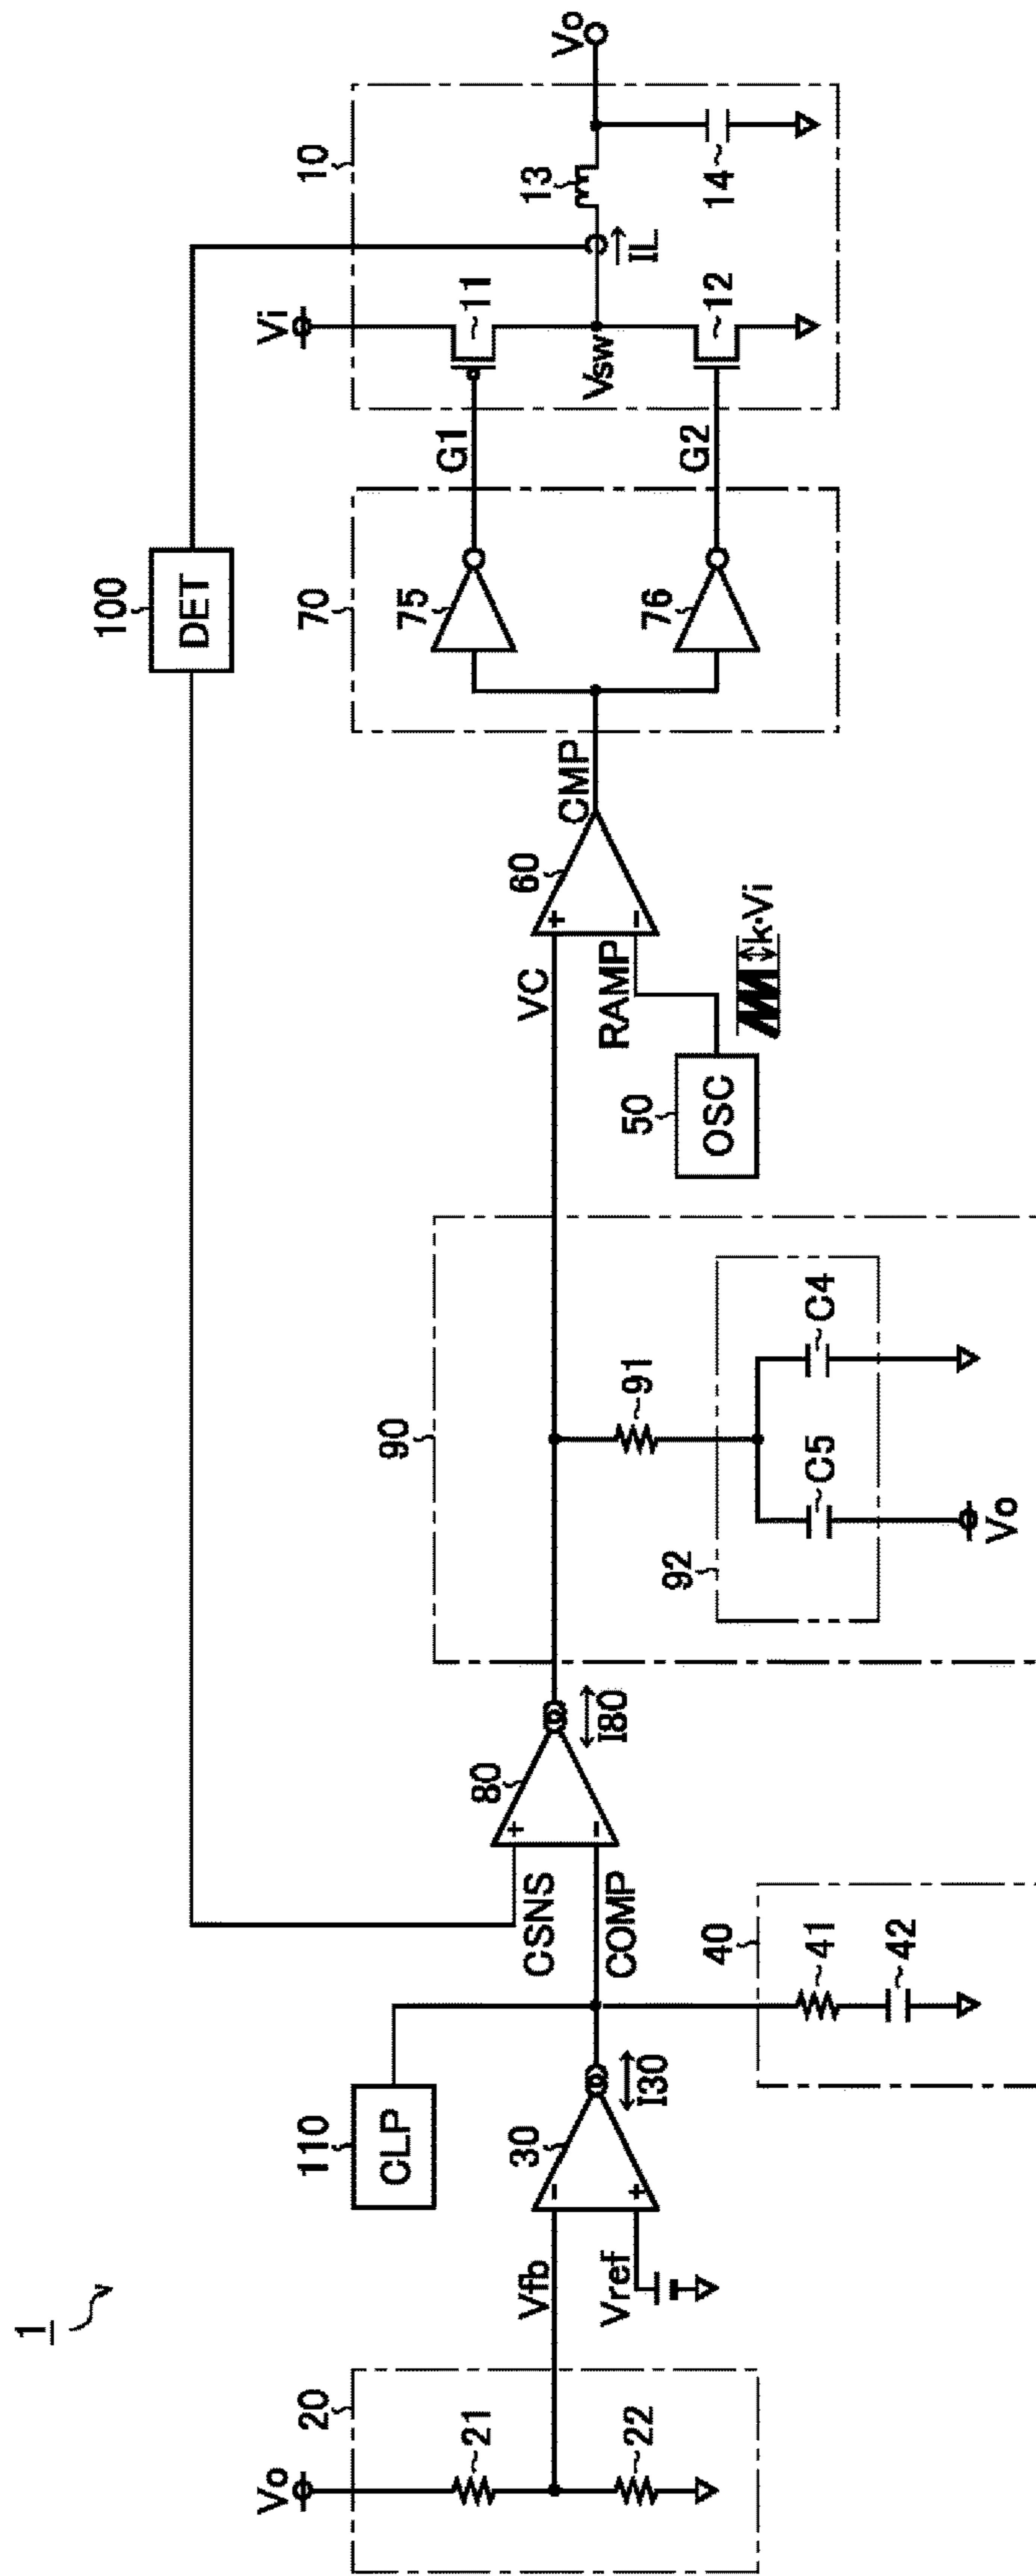 1
Vo
20
21
22
Vfb
Vref
30
-
+
I30
110
CLP
40
41
42
CSNS
COMP
80
+
-
I80
90
91
92
C5
C4
Vo
VC
RAMP
50
OSC
k·Vi
60
+
-
CMP
70
75
76
100
DET
G1
G2
10
Vi
11
Vsw
12
IL
13
14
Vo